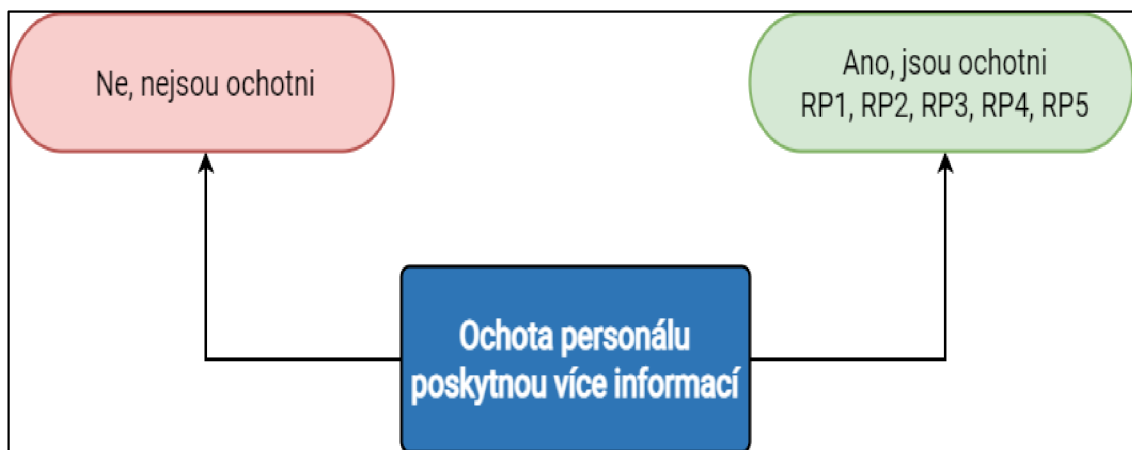 Ne, nejsou ochotni
Ano, jsou ochotni
RP1, RP2, RP3, RP4, RP5
Ochota personálu
poskytnou více informací